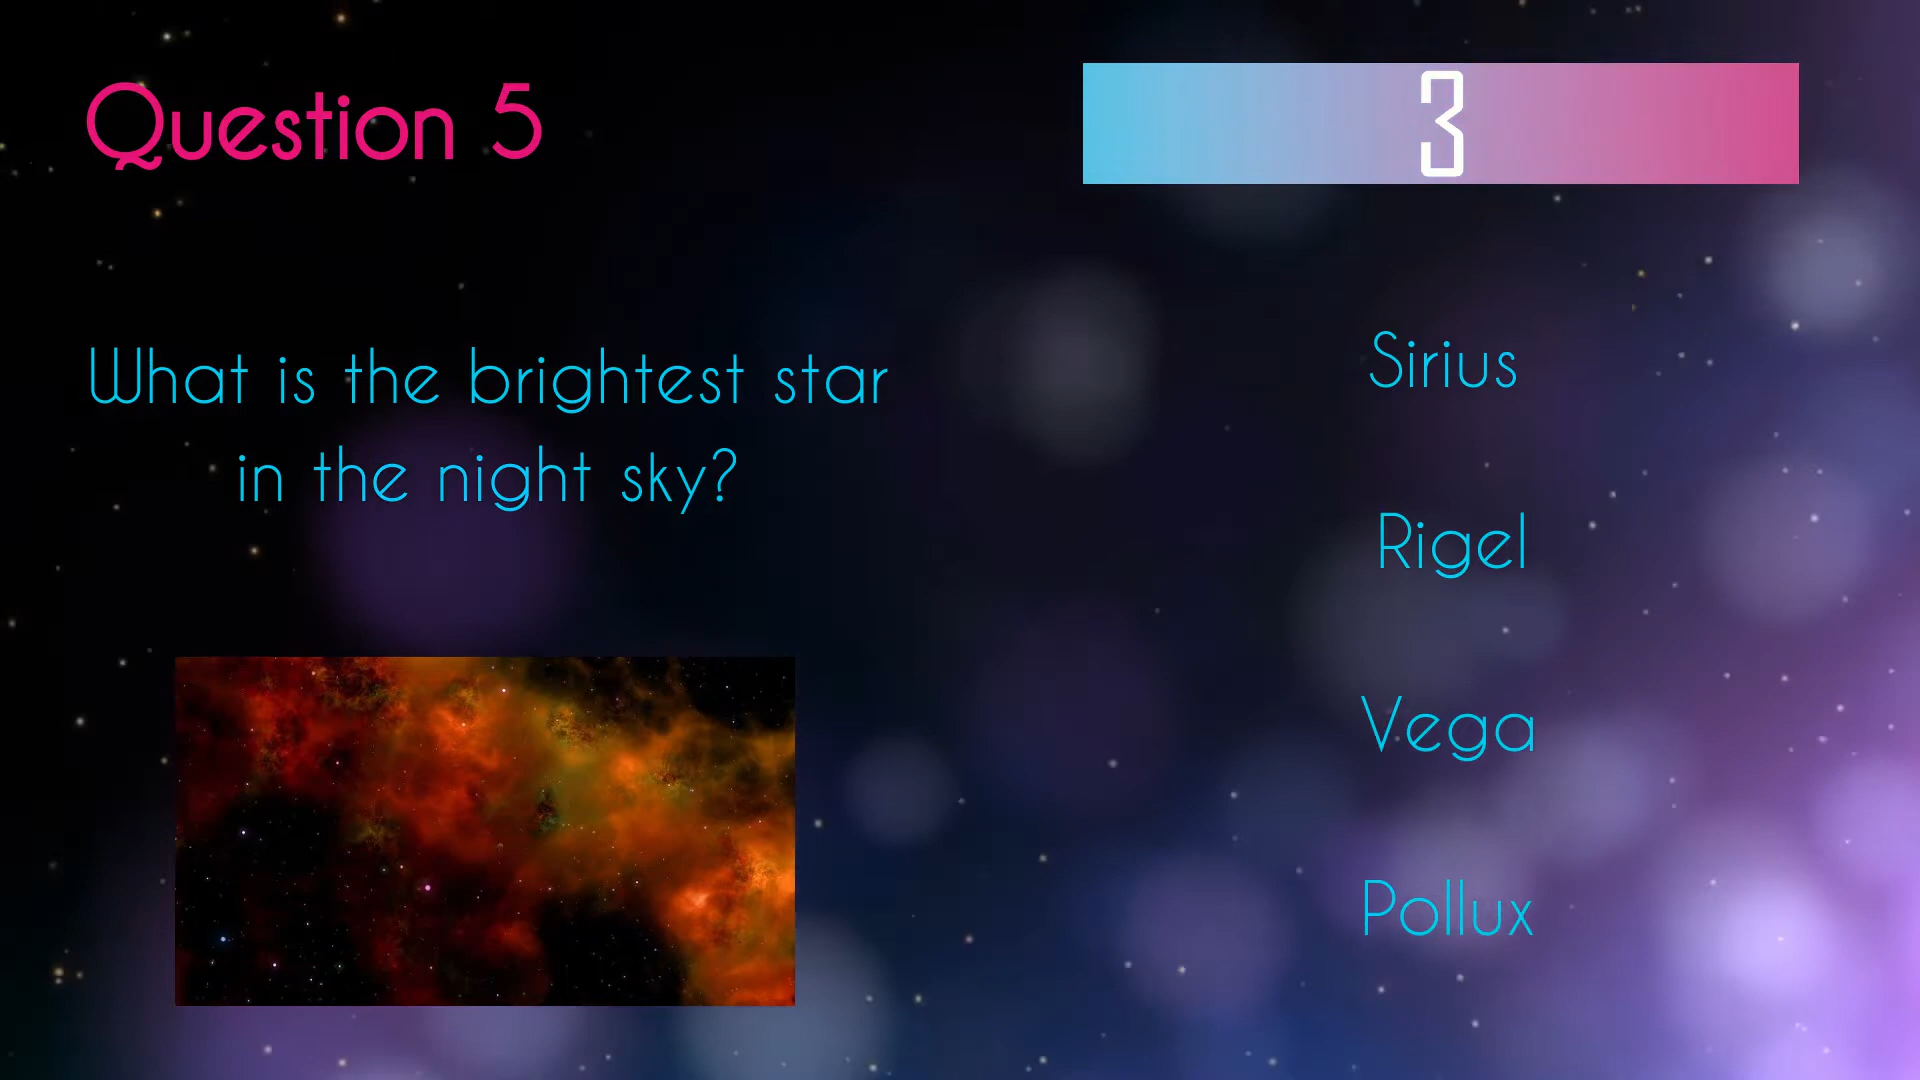 Question 5
3
What is the brightest star
in the night sky?
Sirius
Rigel
Vega
Pollux